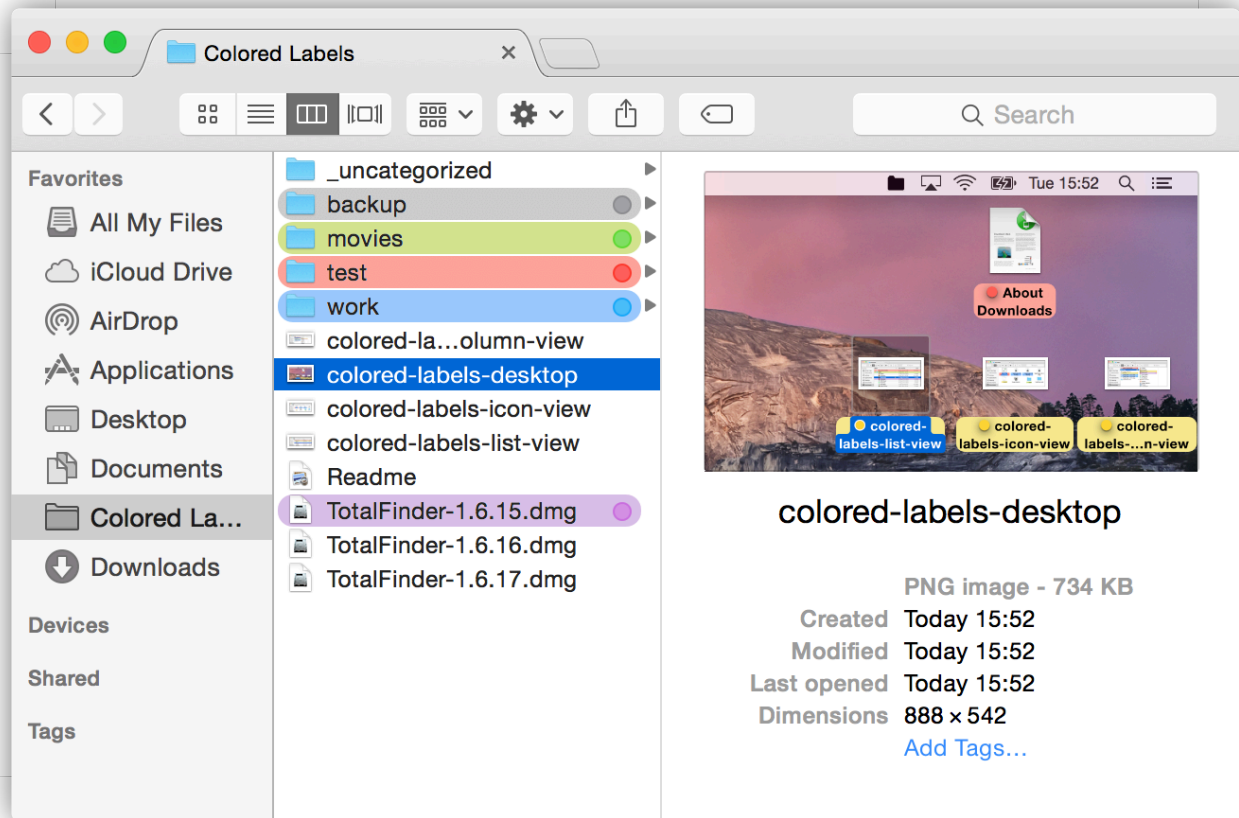 Colored Labels
Search
Favorites
All My Files
iCloud Drive
AirDrop
Applications
Desktop
Documents
Colored La...
Downloads
Devices
Shared
Tags
_uncategorized
backup
movies
test
work
colored-la...olumn-view
colored-labels-desktop
colored-labels-icon-view
colored-labels-list-view
Readme
TotalFinder-1.6.15.dmg
TotalFinder-1.6.16.dmg
TotalFinder-1.6.17.dmg
Tue 15:52
About
Downloads
colored-
labels-list-view
colored-
labels-icon-view
colored-
labels-...n-view
colored-labels-desktop
PNG image - 734 KB
Created Today 15:52
Modified Today 15:52
Last opened Today 15:52
Dimensions 888 × 542
Add Tags...